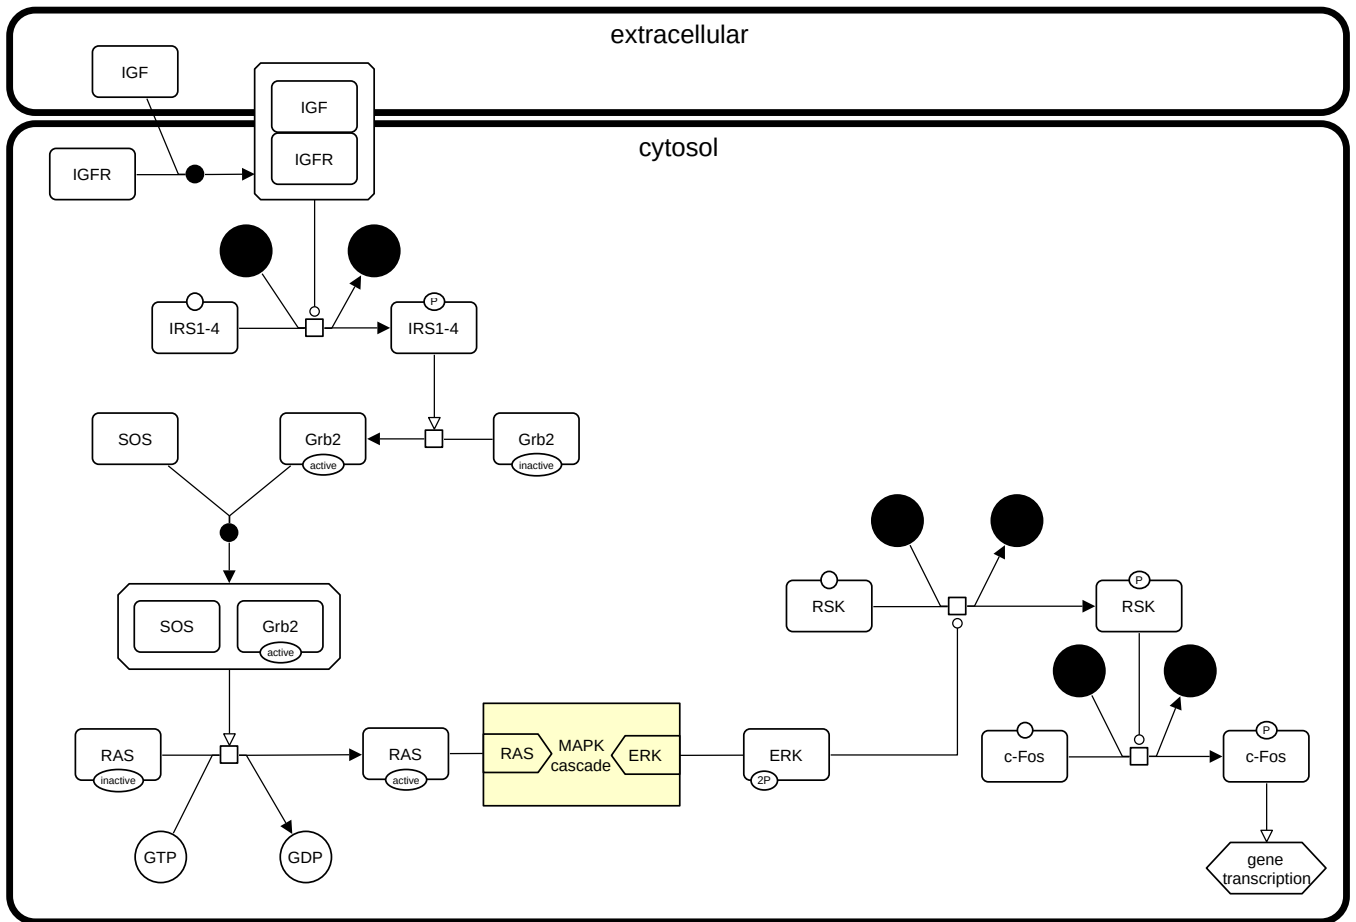 extracellular
IGF
IGF
IGFR
cytosol
IGFR
P
IRS1-4
IRS1-4
SOS
Grb2
active
Grb2
inactive
SOS
Grb2
active
RSK
P
RSK
RAS
inactive
RAS
active
RAS
MAPK
cascade
ERK
ERK
2P
c-Fos
P
c-Fos
GTP
GDP
gene
transcription